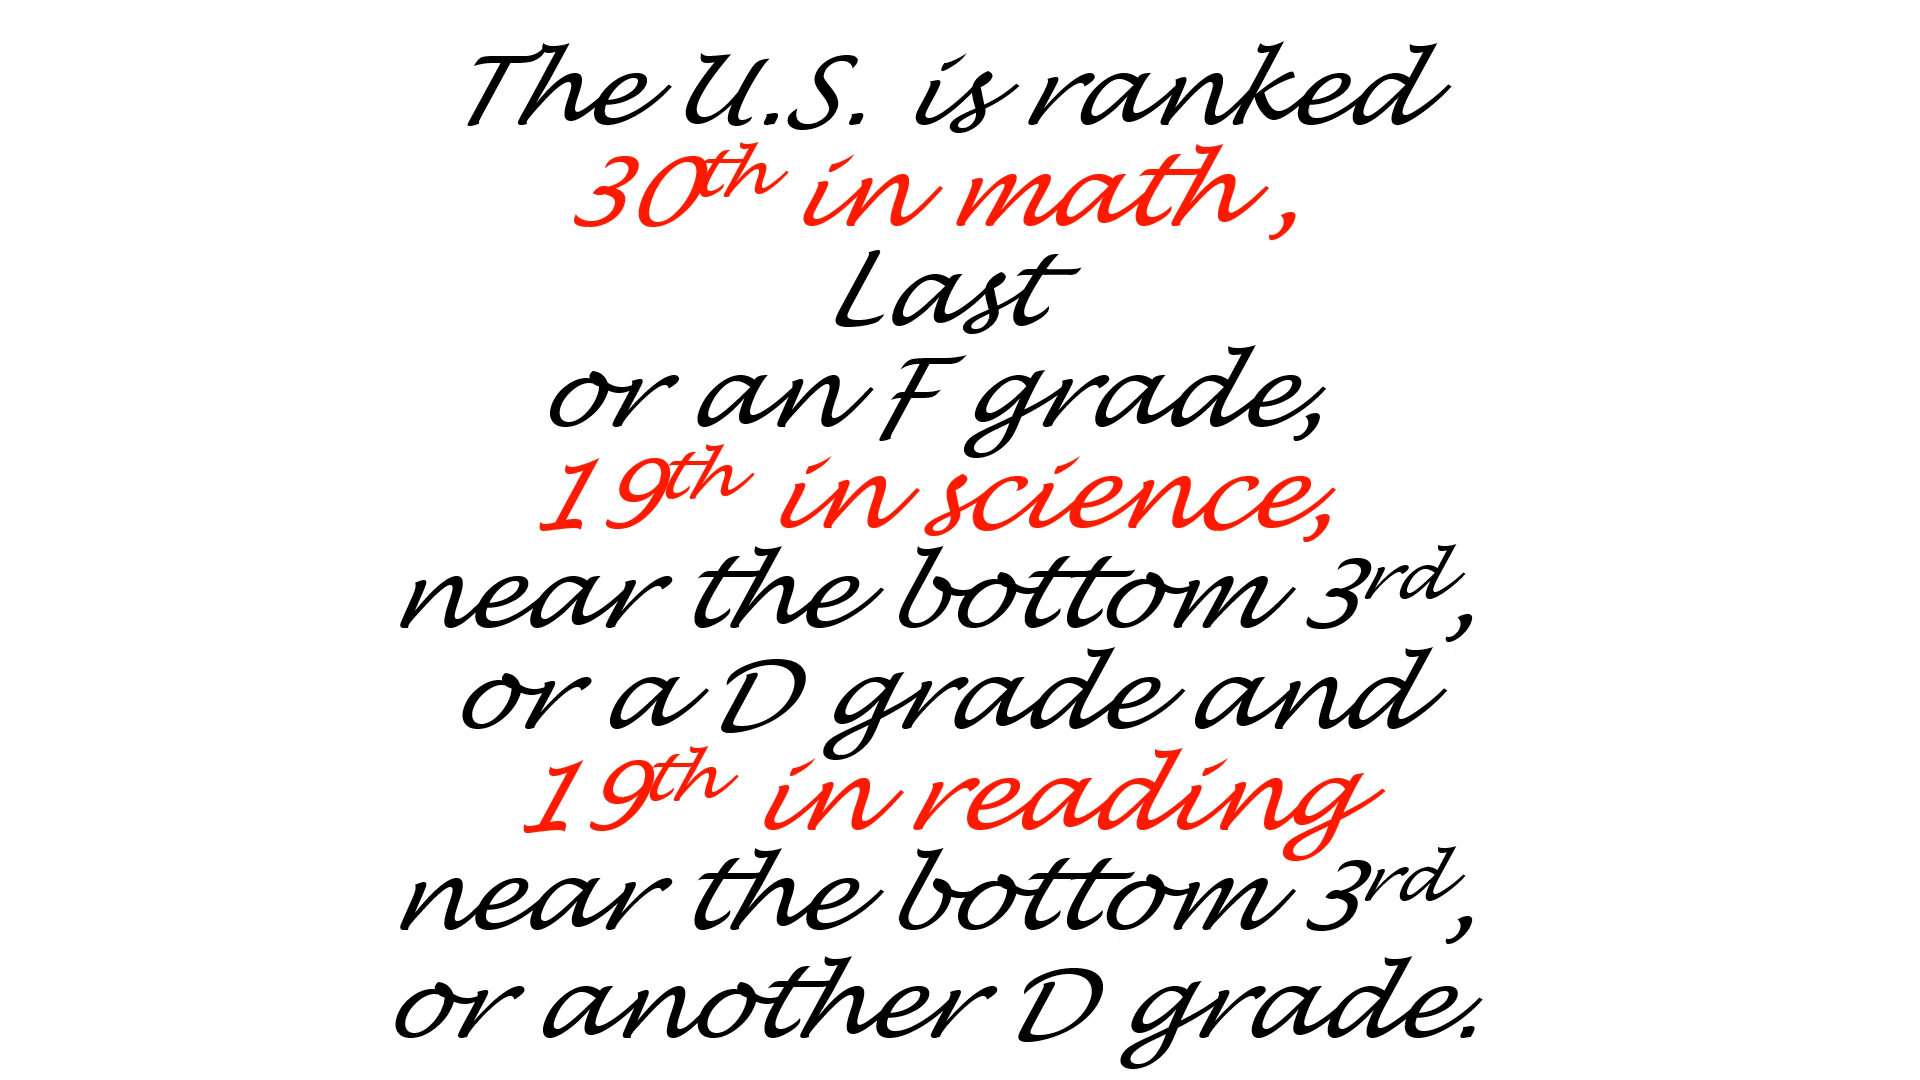 The U.S. is ranked
30th in math,
Last
or an F grade,
19th in science,
near the bottom 3rd,
or a D grade and
19th in reading
near the bottom 3rd,
or another D grade.